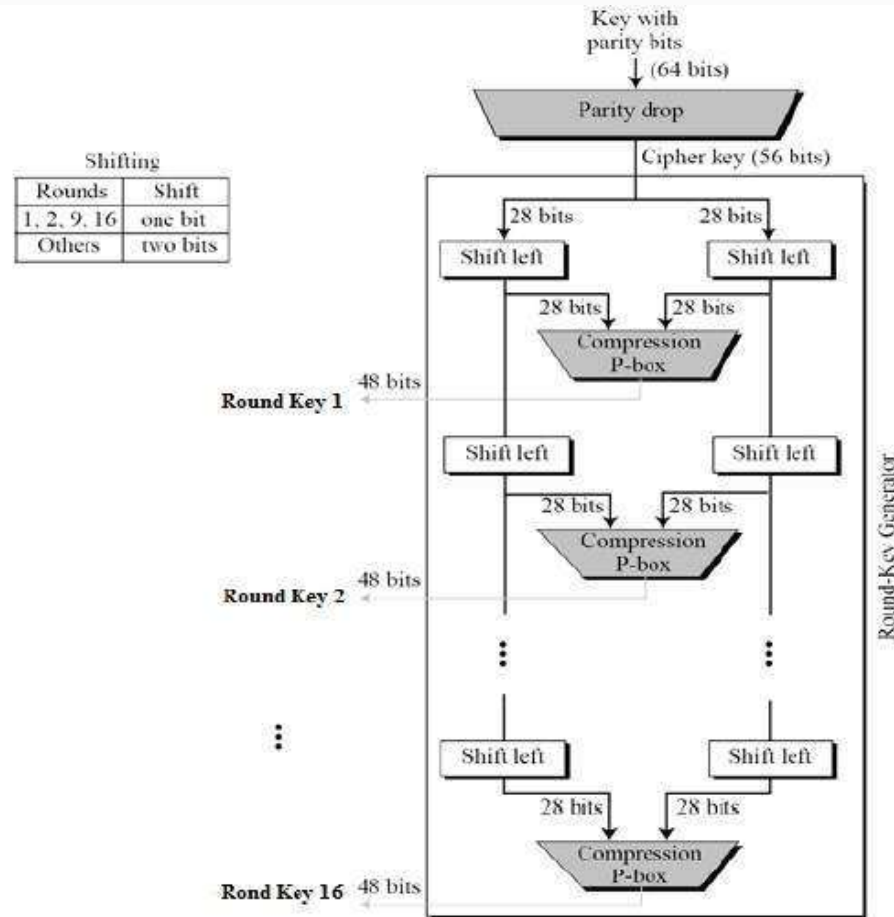 Key with
parity bits
(64 bits)
Parity drop
Cipher key (56 bits)
Shifting
Rounds Shift
1, 2, 9, 16 one bit
Others two bits
28 bits 28 bits
Shift left Shift left
28 bits 28 bits
Compression
P-box
48 bits
Round Key 1
Shift left Shift left
28 bits 28 bits
Compression
P-box
48 bits
Round Key 2
Round-Key Generator
Shift left Shift left
28 bits 28 bits
Compression
P-box
Rond Key 16 48 bits